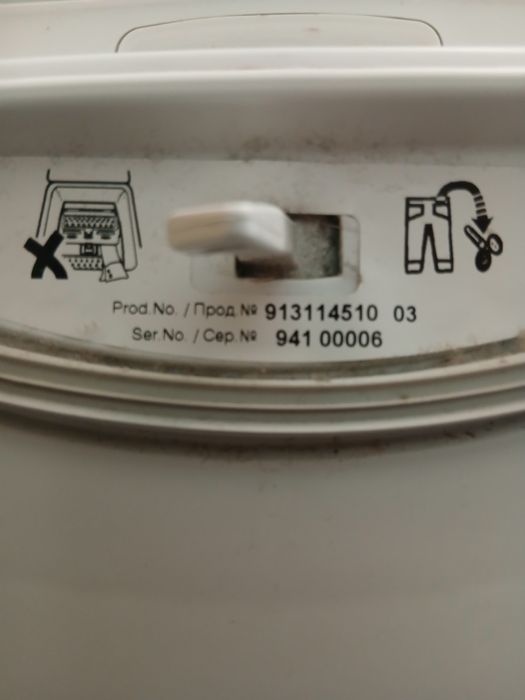 Prod.No. / Прод.№ 913114510 03
Ser.No. / Сер.№ 941 00006